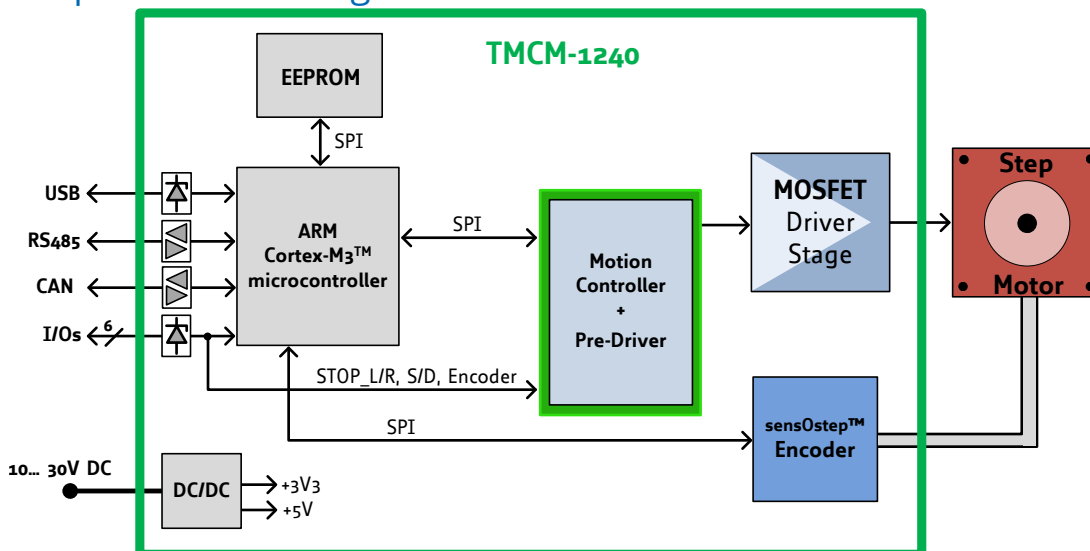 TMCM-1240
EEPROM
SPI
USB
RS485
CAN
I/Os
6
ARM
Cortex-M3™
microcontroller
SPI
Motion
Controller
+
Pre-Driver
MOSFET
Driver
Stage
Step
Motor
STOP_L/R, S/D, Encoder
SPI
sensOstep™
Encoder
10... 30V DC
DC/DC
+3V3
+5V